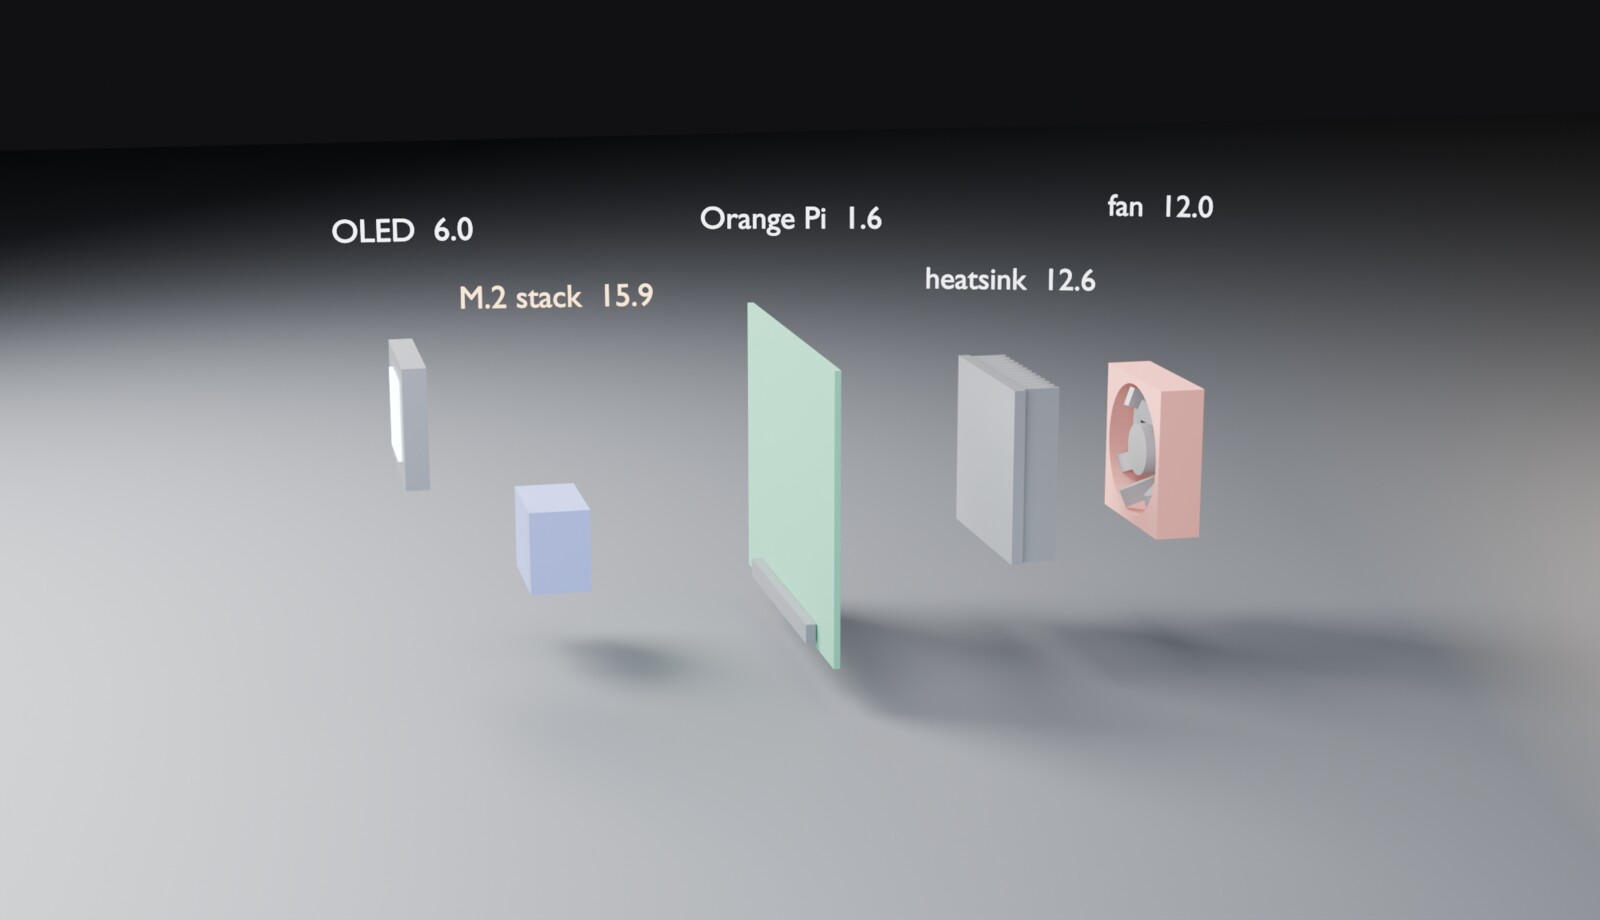 OLED 6.0
M.2 stack 15.9
Orange Pi 1.6
heatsink 12.6
fan 12.0